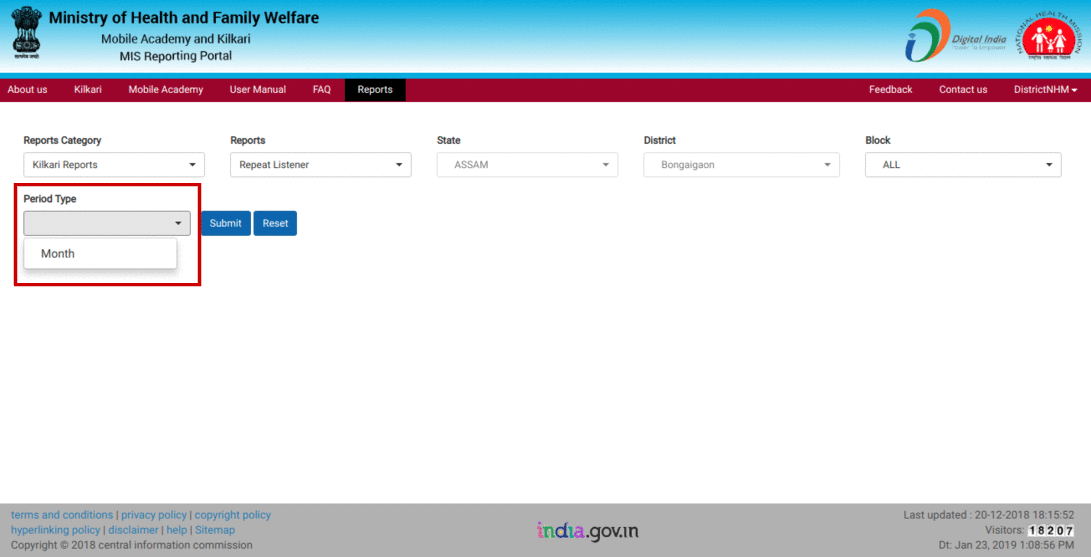 Ministry of Health and Family Welfare
Mobile Academy and Kilkari
MIS Reporting Portal
Digital India
Power To Empower
NATIONAL HEALTH MISSION
About us Kilkari Mobile Academy User Manual FAQ Reports Feedback Contact us DistrictNHM
Reports Category Reports State District Block
Kilkari Reports Repeat Listener ASSAM Bongaigaon ALL
Period Type
Submit Reset
Month
terms and conditions | privacy policy | copyright policy
hyperlinking policy | disclaimer | help | Sitemap
Copyright © 2018 central information commission
india.gov.in
Last updated : 20-12-2018 18:15:52
Visitors: 18207
Dt: Jan 23, 2019 1:08:56 PM